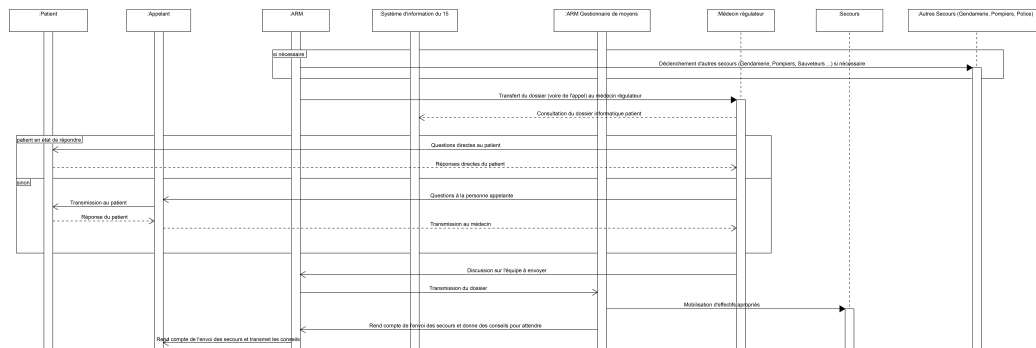 :Patient
:Appelant
:ARM
:Système d'information du 15
:ARM Gestionnaire de moyens
:Médecin régulateur
:Secours
:Autres Secours (Gendarmerie, Pompiers, Police)
si nécessaire
Déclenchement d'autres secours (Gendamerie, Pompiers, Sauveteurs ...) si nécessaire
Transfert du dossier (voire de l'appel) au médecin régulateur
Consultation du dossier informatique patient
patient en état de répondre
Questions directes au patient
Réponses directes du patient
sinon
Questions à la personne appelante
Transmission au patient
Réponse du patient
Transmission au médecin
Discussion sur l'équipe à envoyer
Transmission du dossier
Mobilisation d'effectifs apropriés
Rend compte de l'envoi des secours et donne des conseils pour attendre
Rend compte de l'envoi des secours et transmet les conseils